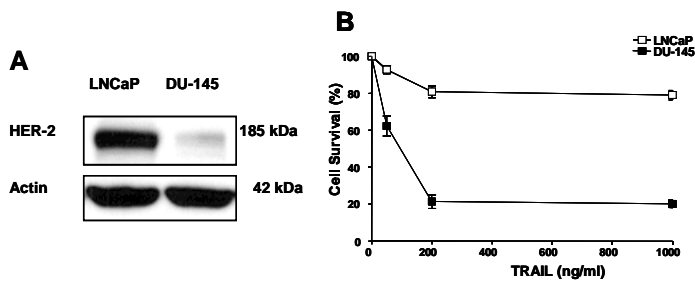 A
LNCaP DU-145
HER-2 185 kDa
Actin 42 kDa
B
LNCaP
DU-145
100
80
60
40
20
0
0 200 400 600 800 1000
Cell Survival (%)
TRAIL (ng/ml)